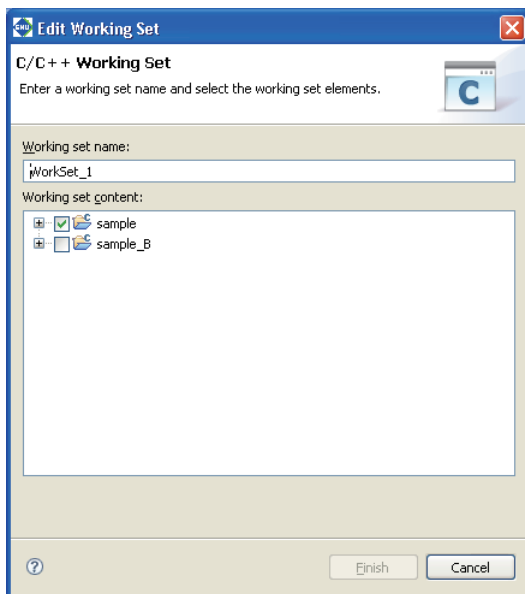 GNU Edit Working Set
C/C++ Working Set
Enter a working set name and select the working set elements.
C
Working set name:
WorkSet_1
Working set content:
sample
sample_B
Finish
Cancel